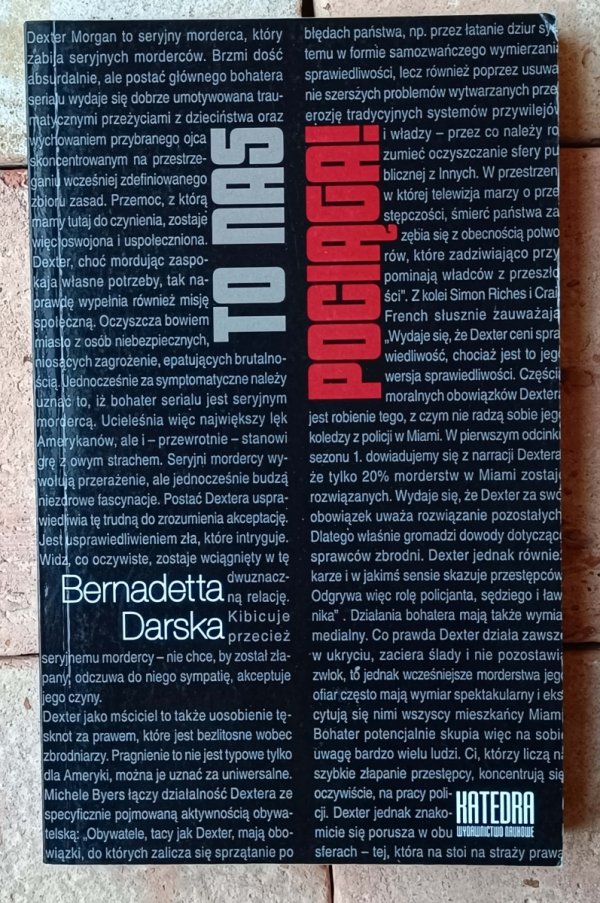 Dexter Morgan to seryjny morderca, który
zabija seryjnych morderców. Brzmi dość
absurdalnie, ale postać głównego bohatera
serialu wydaje się dobrze umotywowana trau-
matycznymi przeżyciami z dzieciństwa oraz
wychowaniem przybranego ojca
skoncentrowanym na przestrze-
ganiu wcześniej zdefiniowanego
zbioru zasad. Przemoc, z którą
mamy tutaj do czynienia, zostaje
więc oswojona i uspołeczniona.
Dexter, choć mordując zaspo-
kaja własne potrzeby, tak na-
prawdę wypełnia również misję
społeczną. Oczyszcza bowiem
miasto z osób niebezpiecznych,
niosących zagrożenie, epatujących brutalno-
ścią. Jednocześnie za symptomatyczne należy
uznać to, iż bohater serialu jest seryjnym
mordercą. Ucieleśnia więc największy lęk
Amerykanów, ale i – przewrotnie – stanowi
grę z owym strachem. Seryjni mordercy wy-
wołują przerażenie, ale jednocześnie budzą
niezdrowe fascynacje. Postać Dextera uspra-
wiedliwia tę trudną do zrozumienia akceptację.
Jest usprawiedliwieniem zła, które intryguje.
Widz, co oczywiste, zostaje wciągnięty w tę
dwuznacz-
ną relację.
Kibicuje
przecież
seryjnemu mordercy – nie chce, by został zła-
pany, odczuwa do niego sympatię, akceptuje
jego czyny.
Dexter jako mściciel to także uosobienie tę-
sknot za prawem, które jest bezlitosne wobec
zbrodniarzy. Pragnienie to nie jest typowe tylko
dla Ameryki, można je uznać za uniwersalne.
Michele Byers łączy działalność Dextera ze
specyficznie pojmowaną aktywnością obywa-
telską: „Obywatele, tacy jak Dexter, mają obo-
wiązki, do których zalicza się sprzątanie po
TO NAS
POCIĄGA!
Bernadetta
Darska
błędach państwa, np. przez łatanie dziur sys
temu w formie samozwańczego wymierzani
sprawiedliwości, lecz również poprzez usuwa
nie szerszych problemów wytwarzanych prze
erozję tradycyjnych systemów przywilejów
i władzy – przez co należy ro
zumieć oczyszczanie sfery pu
blicznej z Innych. W przestrzen
w której telewizja marzy o prze
stępczości, śmierć państwa za
zębia się z obecnością potwo
rów, które zadziwiająco przy
pominają władców z przeszło
ści". Z kolei Simon Riches i Crai
French słusznie zauważają
„Wydaje się, że Dexter ceni spra
wiedliwość, chociaż jest to jeg
wersja sprawiedliwości. Części
moralnych obowiązków Dextera
jest robienie tego, z czym nie radzą sobie jeg
koledzy z policji w Miami. W pierwszym odcink
sezonu 1. dowiadujemy się z narracji Dextera
że tylko 20% morderstw w Miami zostaj
rozwiązanych. Wydaje się, że Dexter za swó
obowiązek uważa rozwiązanie pozostałych
Dlatego właśnie gromadzi dowody dotycząc
sprawców zbrodni. Dexter jednak równie
karze i w jakimś sensie skazuje przestępców
Odgrywa więc rolę policjanta, sędziego i ław
nika" . Działania bohatera mają także wymia
medialny. Co prawda Dexter działa zawsz
w ukryciu, zaciera ślady i nie pozostawi
zwłok, to jednak wcześniejsze morderstwa jeg
ofiar często mają wymiar spektakularny i eks
cytują się nimi wszyscy mieszkańcy Miam
Bohater potencjalnie skupia więc na sobi
uwagę bardzo wielu ludzi. Ci, którzy liczą n
szybkie złapanie przestępcy, koncentrują się
oczywiście, na pracy poli-
cji. Dexter jednak znako-
micie się porusza w obu
sferach – tej, która na stoi na straży prawa
KATEDRA
WYDAWNICTWO NAUKOWE